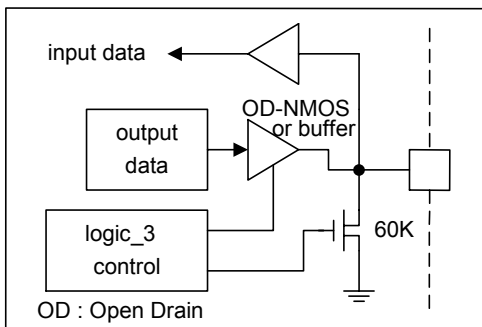 input data
OD-NMOS
or buffer
output
data
60K
logic_3
control
OD : Open Drain